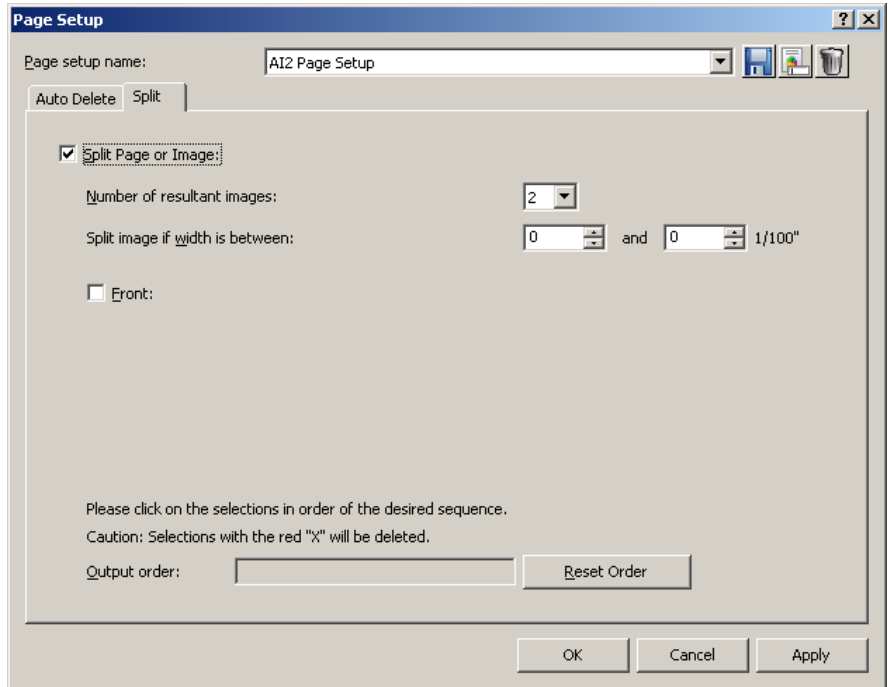 Page Setup
Page setup name: AI2 Page Setup
Auto Delete Split
Split Page or Image:
Number of resultant images: 2
Split image if width is between: 0 and 0 1/100"
Front:
Please click on the selections in order of the desired sequence.
Caution: Selections with the red "X" will be deleted.
Output order: Reset Order
OK Cancel Apply